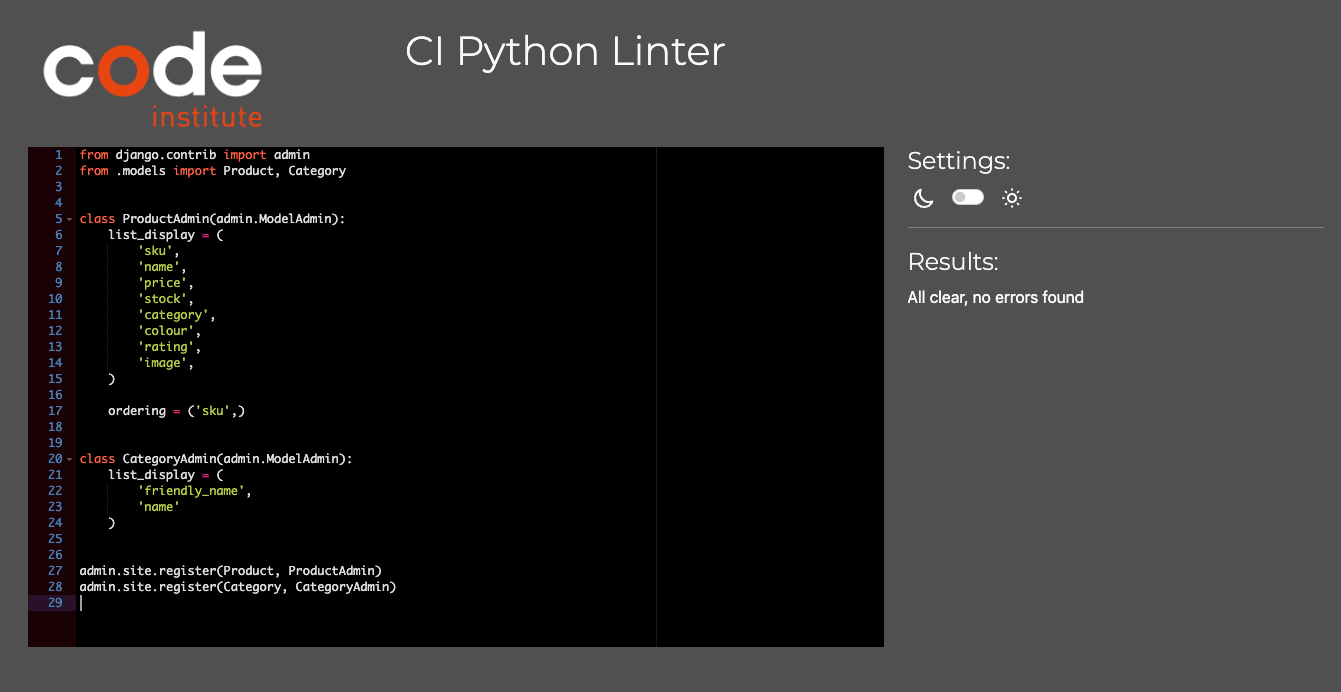 code
institute
CI Python Linter
1 from django.contrib import admin
2 from .models import Product, Category
3
4
5 class ProductAdmin(admin.ModelAdmin):
6     list_display = (
7         'sku',
8         'name',
9         'price',
10         'stock',
11         'category',
12         'colour',
13         'rating',
14         'image',
15     )
16
17     ordering = ('sku',)
18
19
20 class CategoryAdmin(admin.ModelAdmin):
21     list_display = (
22         'friendly_name',
23         'name'
24     )
25
26
27 admin.site.register(Product, ProductAdmin)
28 admin.site.register(Category, CategoryAdmin)
29
Settings:
Results:
All clear, no errors found